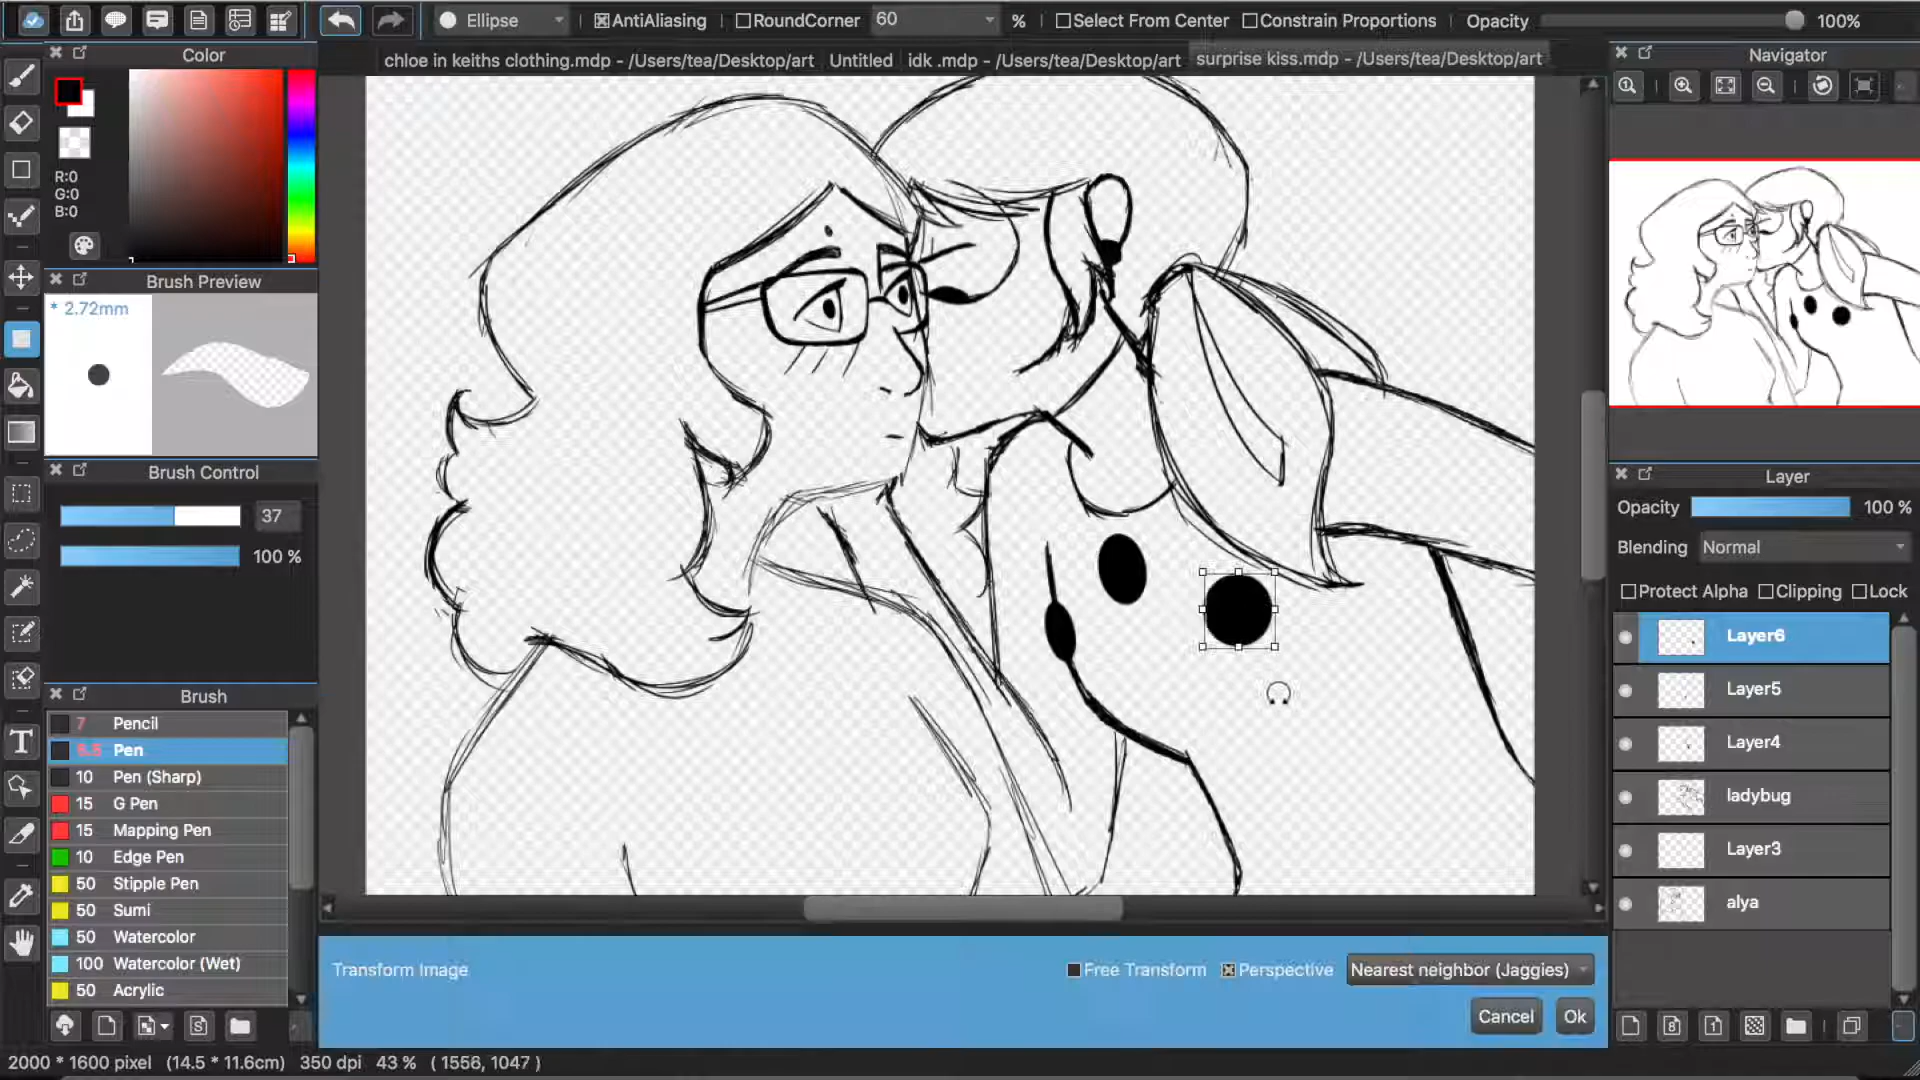 Ellipse AntiAliasing RoundCorner 60 % Select From Center Constrain Proportions Opacity 100%
chloe in keiths clothing.mdp - /Users/tea/Desktop/art Untitled idk .mdp - /Users/tea/Desktop/art surprise kiss.mdp - /Users/tea/Desktop/art
Color
R:0
G:0
B:0
Brush Preview
* 2.72mm
Brush Control
37
100 %
Brush
7 Pencil
Pen
10 Pen (Sharp)
15 G Pen
15 Mapping Pen
10 Edge Pen
50 Stipple Pen
50 Sumi
50 Watercolor
100 Watercolor (Wet)
50 Acrylic
Transform Image
Free Transform Perspective Nearest neighbor (Jaggies)
Cancel Ok
Navigator
Layer
Opacity 100 %
Blending Normal
Protect Alpha Clipping Lock
Layer6
Layer5
Layer4
ladybug
Layer3
alya
2000 * 1600 pixel (14.5 * 11.6cm) 350 dpi 43 % ( 1558, 1047 )